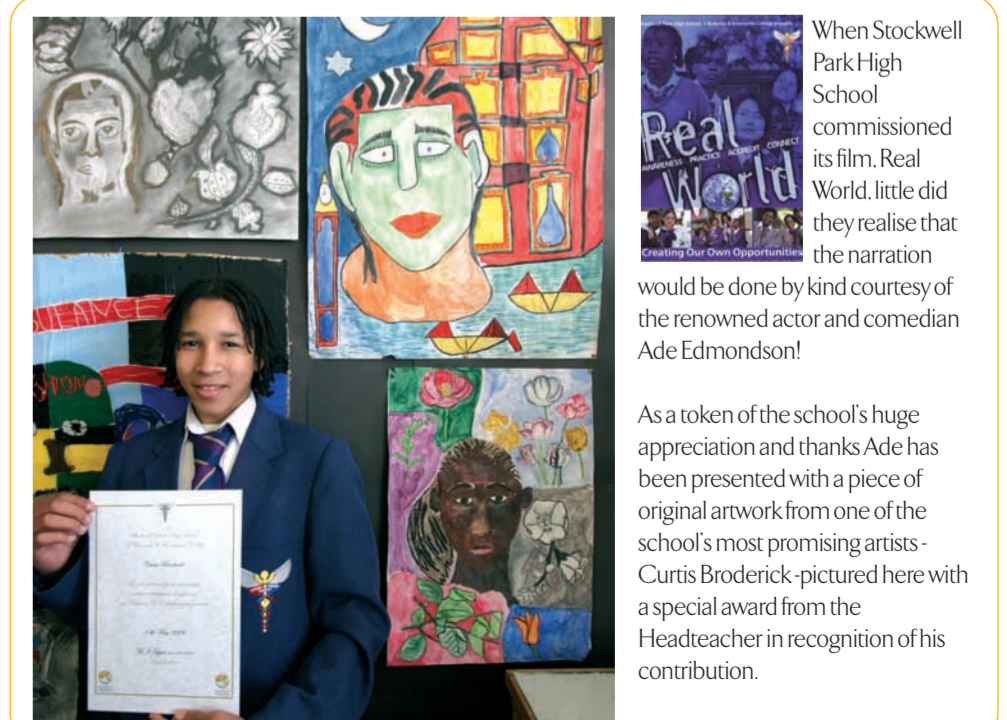 BUSINESS & ENTERPRISE COLLEGE
Real
AWARENESS PRACTICE ACCREDIT CONNECT
World
Creating Our Own Opportunities
When Stockwell
Park High
School
commissioned
its film, Real
World, little did
they realise that
the narration
would be done by kind courtesy of
the renowned actor and comedian
Ade Edmondson!
As a token of the school's huge
appreciation and thanks Ade has
been presented with a piece of
original artwork from one of the
school's most promising artists -
Curtis Broderick -pictured here with
a special award from the
Headteacher in recognition of his
contribution.